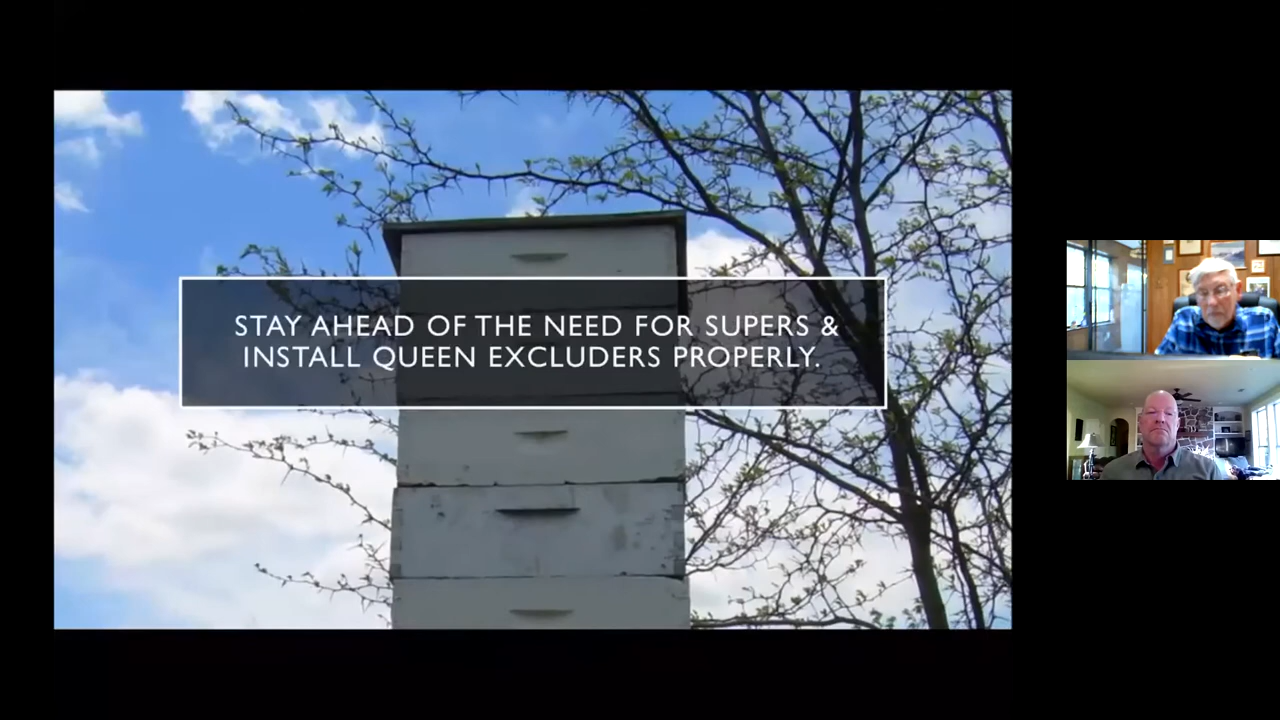 STAY AHEAD OF THE NEED FOR SUPERS &
INSTALL QUEEN EXCLUDERS PROPERLY.